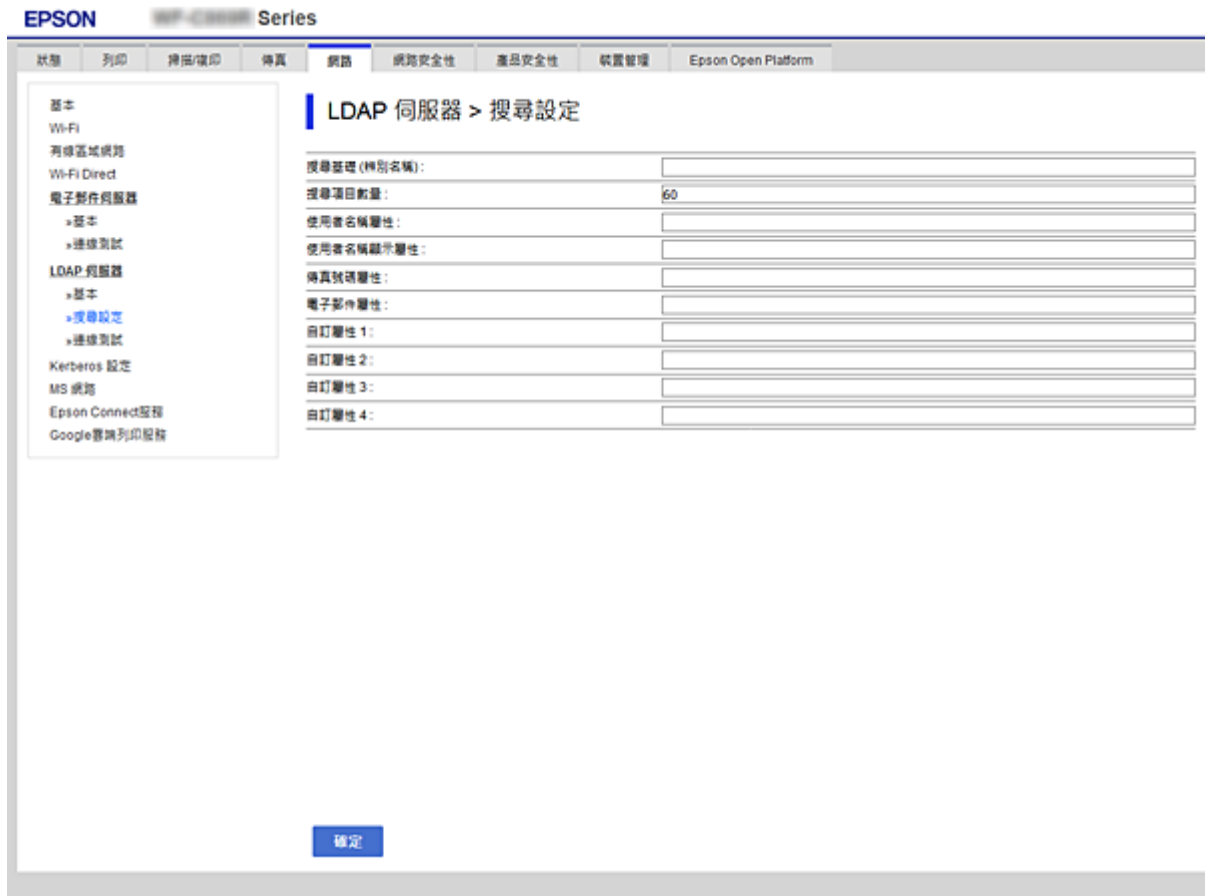 EPSON Series
狀態 列印 掃描/複印 傳真 網路 網路安全性 產品安全性 裝置管理 Epson Open Platform
基本
Wi-Fi
有線區域網路
Wi-Fi Direct
電子郵件伺服器
»基本
»連線測試
LDAP 伺服器
»基本
»搜尋設定
»連線測試
Kerberos 設定
MS 網路
Epson Connect服務
Google雲端列印服務
LDAP 伺服器 > 搜尋設定
搜尋基礎 (辨別名稱) :
搜尋項目數量 : 60
使用者名稱屬性 :
使用者名稱顯示屬性 :
傳真號碼屬性 :
電子郵件屬性 :
自訂屬性 1 :
自訂屬性 2 :
自訂屬性 3 :
自訂屬性 4 :
確定